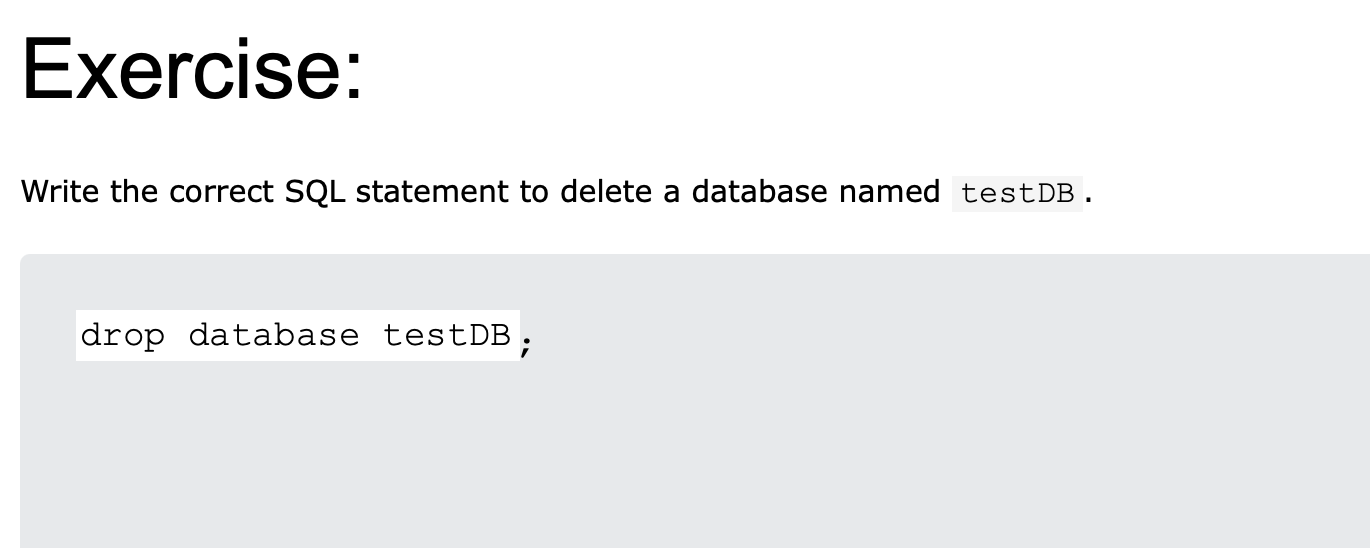 Exercise:
Write the correct SQL statement to delete a database named testDB.
drop database testDB;